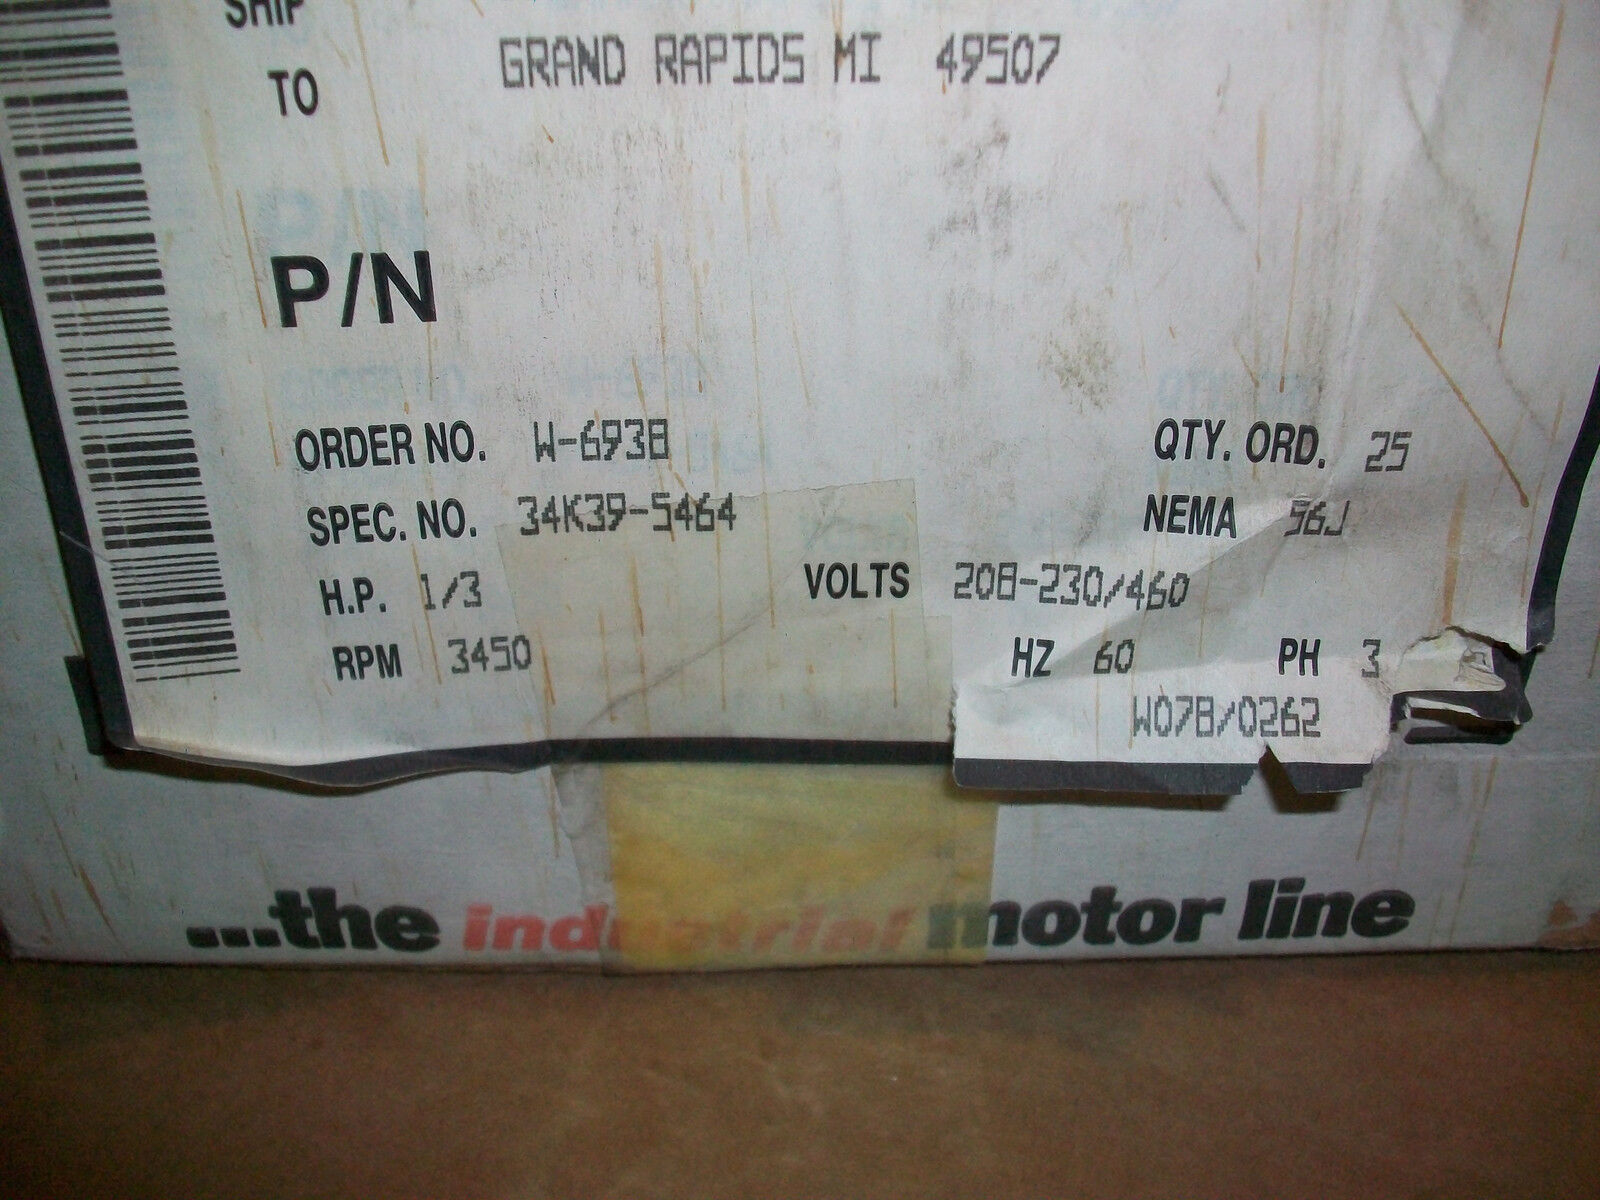 SHIP
TO GRAND RAPIDS MI 49507
P/N
ORDER NO. W-6938 QTY. ORD. 25
SPEC. NO. 34K39-5464 NEMA 56J
H.P. 1/3 VOLTS 208-230/460
RPM 3450 HZ 60 PH 3
W078/0262
...the industrial motor line